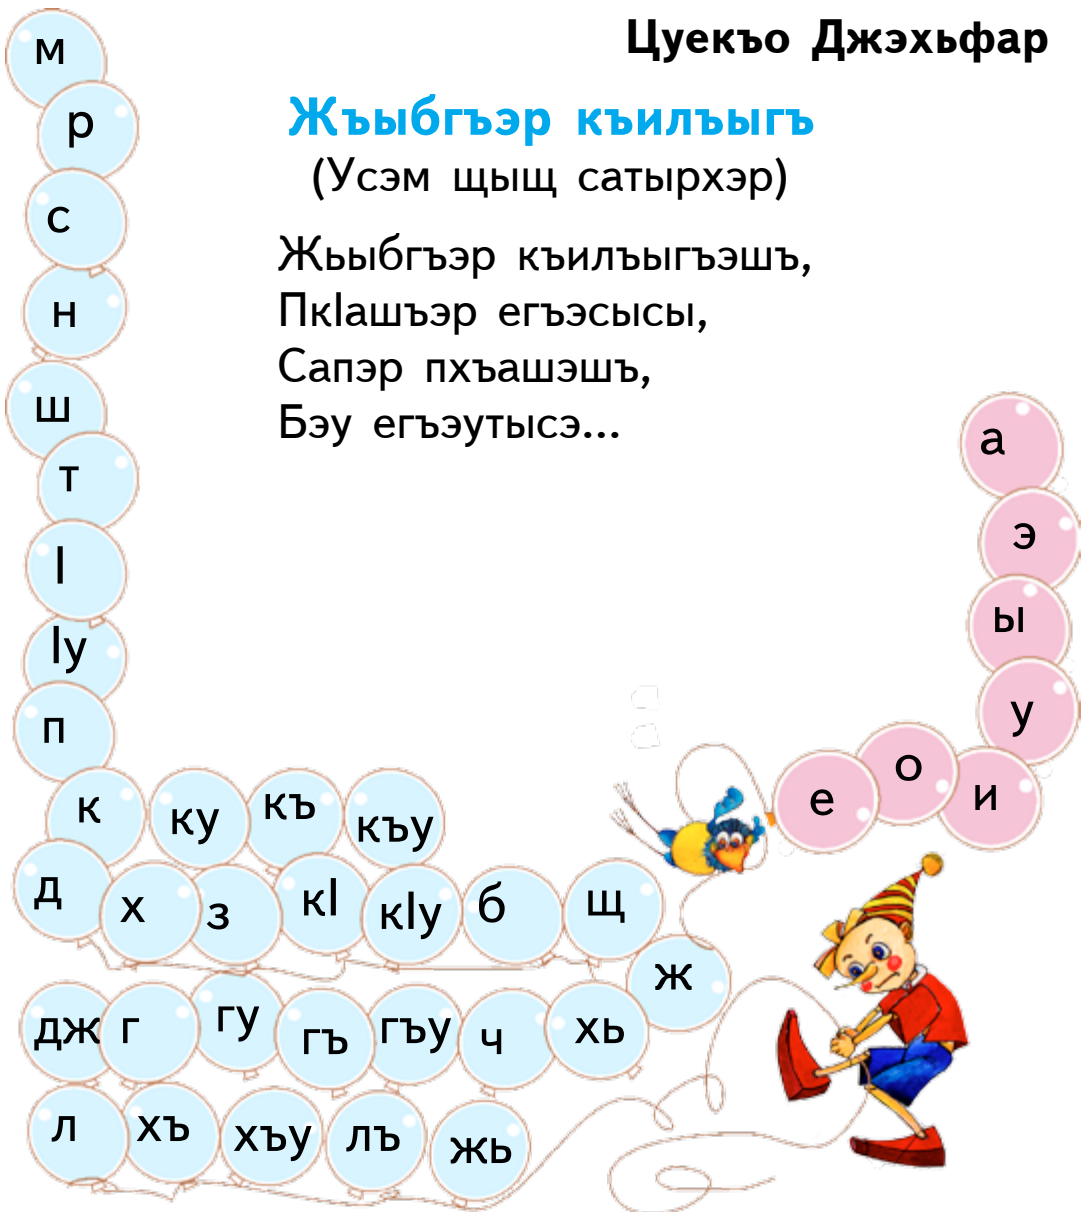 Цуекъо Джэхьфар
Жъыбгъэр къилъыгъ
(Усэм щыщ сатырхэр)
Жьыбгъэр къилъыгъэшъ,
ПкIашъэр егъэсысы,
Сапэр пхъашэшъ,
Бэу егъэутысэ...
м
р
с
н
ш
т
I
Iу
п
к ку къ къу
д х з кI кIу б щ
ж
дж г гу гъ гъу ч хь
л хъ хъу лъ жь
а
э
ы
у
и
о
е